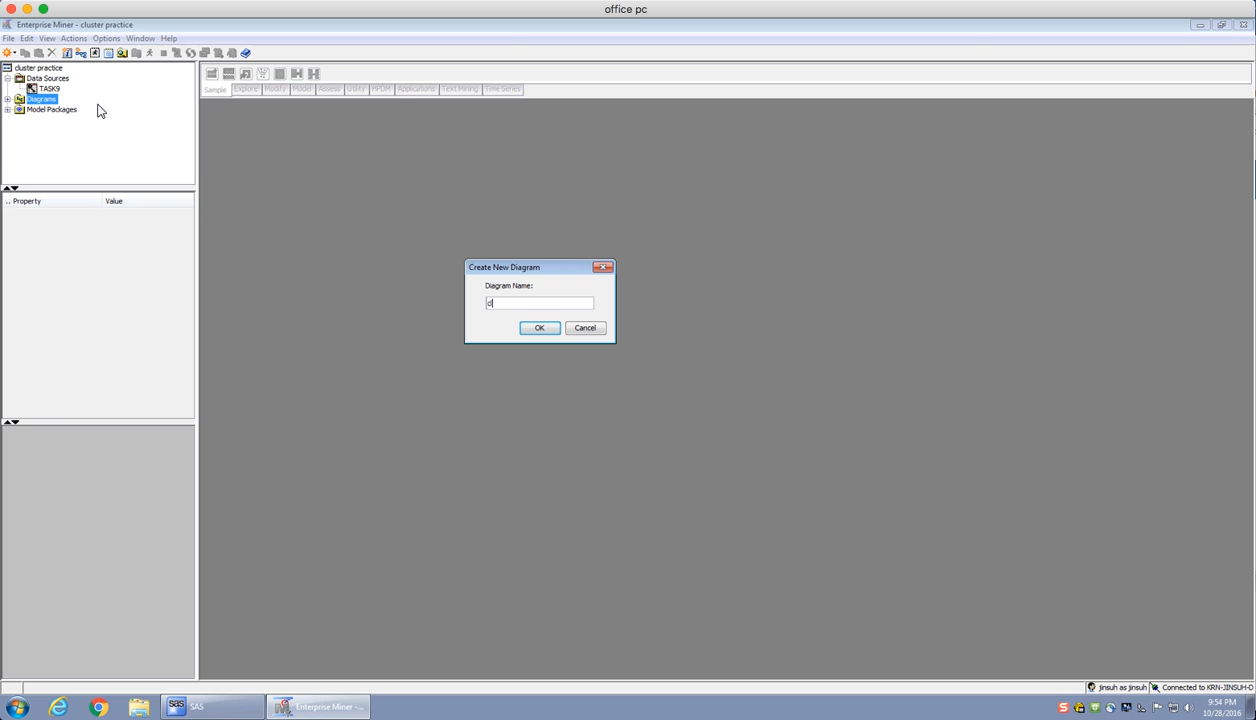 office pc
Enterprise Miner - cluster practice
File Edit View Actions Options Window Help
cluster practice
Data Sources
TASK9
Diagrams
Model Packages
Sample Explore Modify Model Assess Utility HPDM Applications Text Mining Time Series
.. Property Value
Create New Diagram
Diagram Name:
d
OK Cancel
jinsuh as jinsuh Connected to KRN-JINSUH-D
SAS
Enterprise Miner -...
9:54 PM
10/28/2016